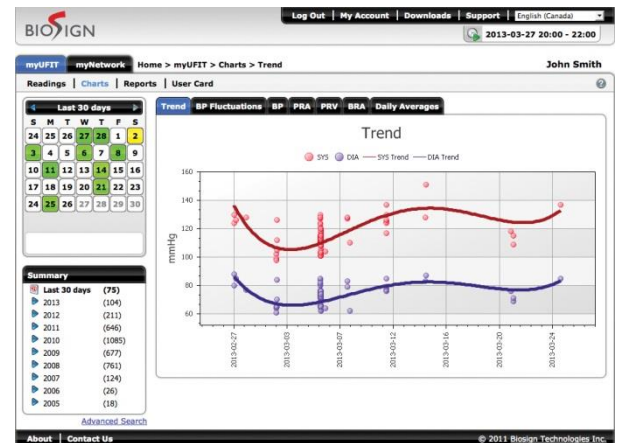 Log Out | My Account | Downloads | Support | English (Canada)
BIOSIGN
2013-03-27 20:00 - 22:00
myUFIT myNetwork Home > myUFIT > Charts > Trend John Smith
Readings | Charts | Reports | User Card
Last 30 days
S M T W T F S
24 25 26 27 28 1 2
3 4 5 6 7 8 9
10 11 12 13 14 15 16
17 18 19 20 21 22 23
24 25 26 27 28 29 30
Summary
Last 30 days (75)
2013 (104)
2012 (211)
2011 (646)
2010 (1085)
2009 (677)
2008 (761)
2007 (124)
2006 (26)
2005 (18)
Advanced Search
Trend BP Fluctuations BP PRA PRV BRA Daily Averages
Trend
SYS DIA SYS Trend DIA Trend
mmHg
160
140
120
100
80
60
2013-02-27
2013-03-03
2013-03-07
2013-03-12
2013-03-16
2013-03-20
2013-03-24
About | Contact Us
© 2011 Biosign Technologies Inc.